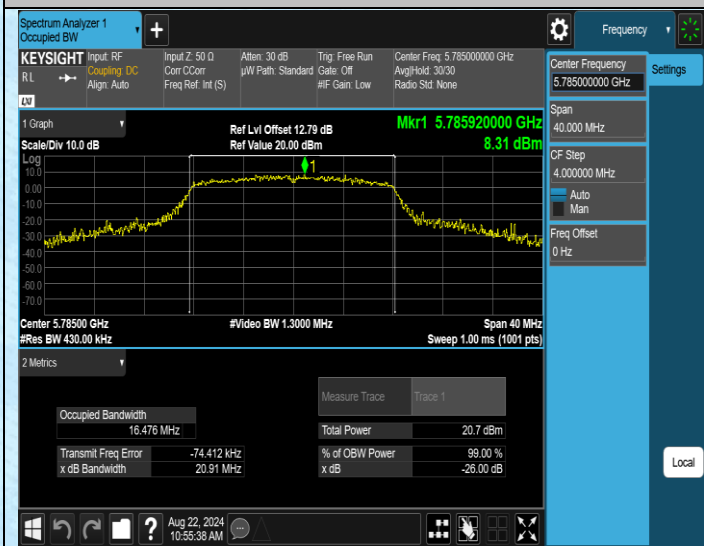 Spectrum Analyzer 1
Occupied BW
Frequency
KEYSIGHT
Input: RF
Coupling: DC
Align: Auto
Input Z: 50 Ω
Corr CCorr
Freq Ref: Int (S)
Atten: 30 dB
µW Path: Standard
Trig: Free Run
Gate: Off
#IF Gain: Low
Center Freq: 5.785000000 GHz
Avg|Hold: 30/30
Radio Std: None
R L
LXI
Center Frequency
5.785000000 GHz
Settings
Span
40.000 MHz
CF Step
4.000000 MHz
Auto
Man
Freq Offset
0 Hz
1 Graph
Scale/Div 10.0 dB
Ref Lvl Offset 12.79 dB
Ref Value 20.00 dBm
Mkr1 5.785920000 GHz
8.31 dBm
Log
10.0
0.00
-10.0
-20.0
-30.0
-40.0
-50.0
-60.0
-70.0
1
Center 5.78500 GHz
#Video BW 1.3000 MHz
Span 40 MHz
#Res BW 430.00 kHz
Sweep 1.00 ms (1001 pts)
2 Metrics
Measure Trace
Trace 1
Occupied Bandwidth
16.476 MHz
Total Power
20.7 dBm
Transmit Freq Error
-74.412 kHz
% of OBW Power
99.00 %
x dB Bandwidth
20.91 MHz
x dB
-26.00 dB
Local
?
Aug 22, 2024
10:55:38 AM